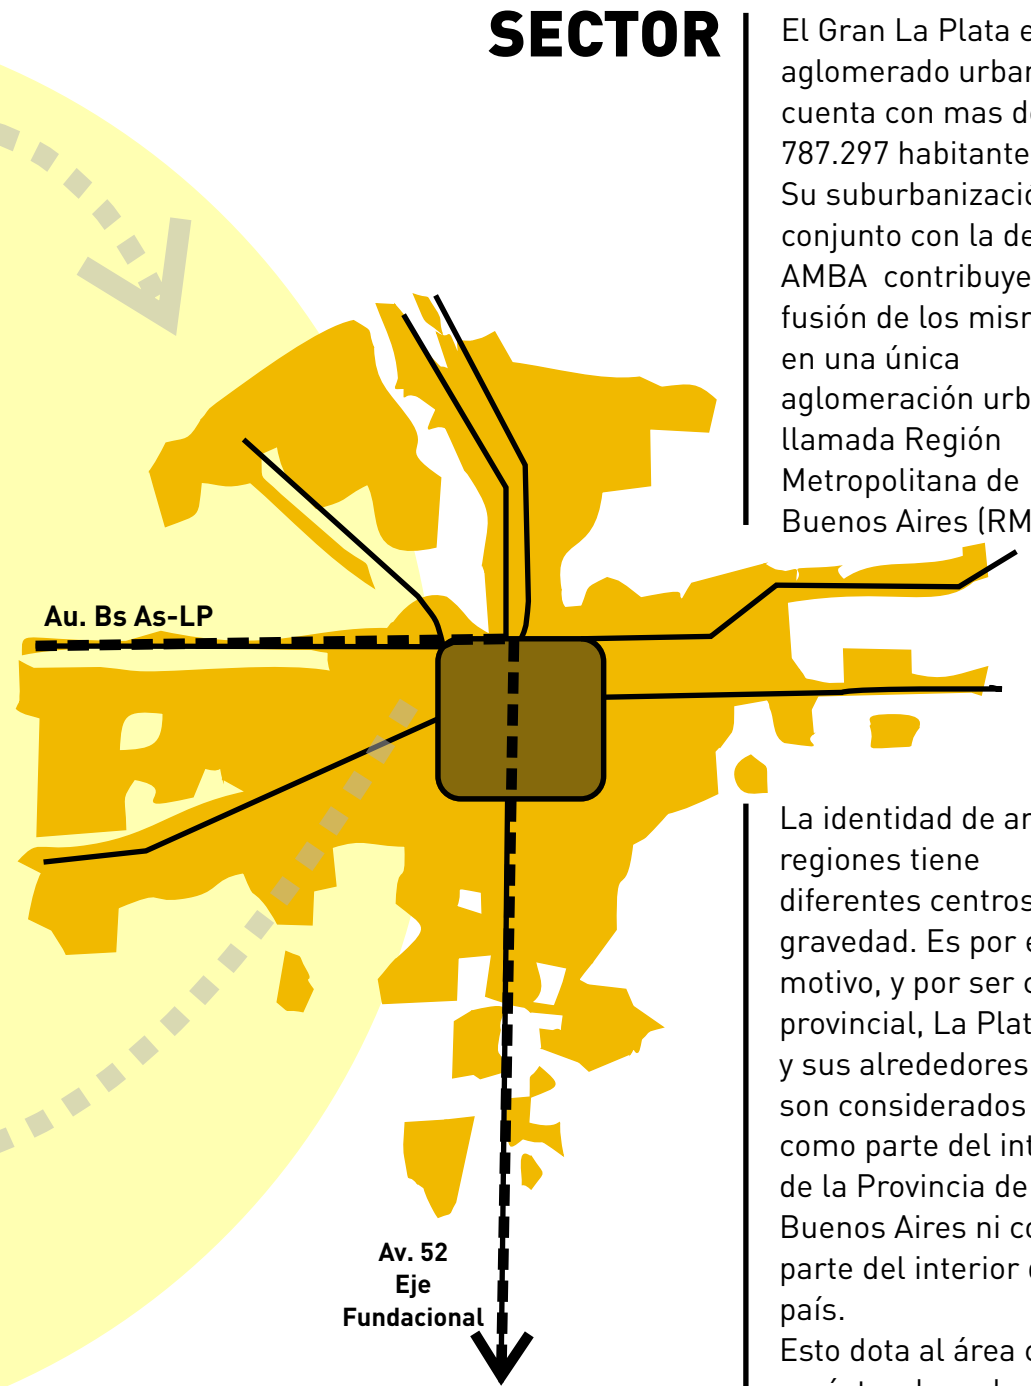 SECTOR
El Gran La Plata e
aglomerado urba
cuenta con mas d
787.297 habitante
Su suburbanizaci
conjunto con la de
AMBA contribuye
fusión de los mis
en una única
aglomeración urb
llamada Región
Metropolitana de
Buenos Aires (RM
Au. Bs As-LP
La identidad de a
regiones tiene
diferentes centros
gravedad. Es por e
motivo, y por ser
provincial, La Plat
y sus alrededores
son considerados
como parte del int
de la Provincia de
Buenos Aires ni co
parte del interior
país.
Esto dota al área
Av. 52
Eje
Fundacional